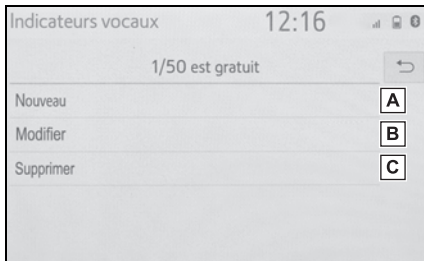 Indicateurs vocaux 12:16
1/50 est gratuit
Nouveau A
Modifier B
Supprimer C